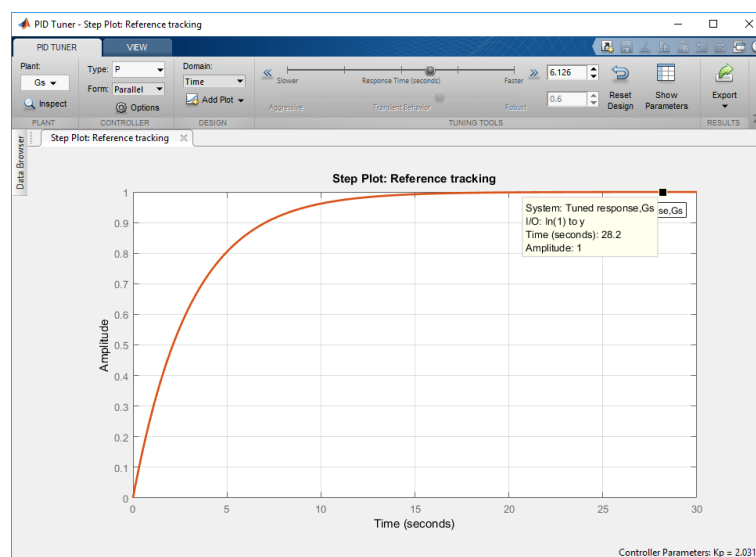 PID Tuner - Step Plot: Reference tracking
PID TUNER VIEW
Plant:
Gs
Inspect
PLANT
Type: P
Form: Parallel
Options
CONTROLLER
Domain:
Time
Add Plot
DESIGN
Slower Response Time (seconds) Faster 6.126
Aggressive Transient Behavior Robust 0.6
Reset Design
Show Parameters
TUNING TOOLS
Export
RESULTS
Data Browser
Step Plot: Reference tracking
Step Plot: Reference tracking
1
0.9
0.8
0.7
0.6
0.5
0.4
0.3
0.2
0.1
0
Amplitude
System: Tuned response,Gs
I/O: In(1) to y
Time (seconds): 28.2
Amplitude: 1
se,Gs
0 5 10 15 20 25 30
Time (seconds)
Controller Parameters: Kp = 2.031